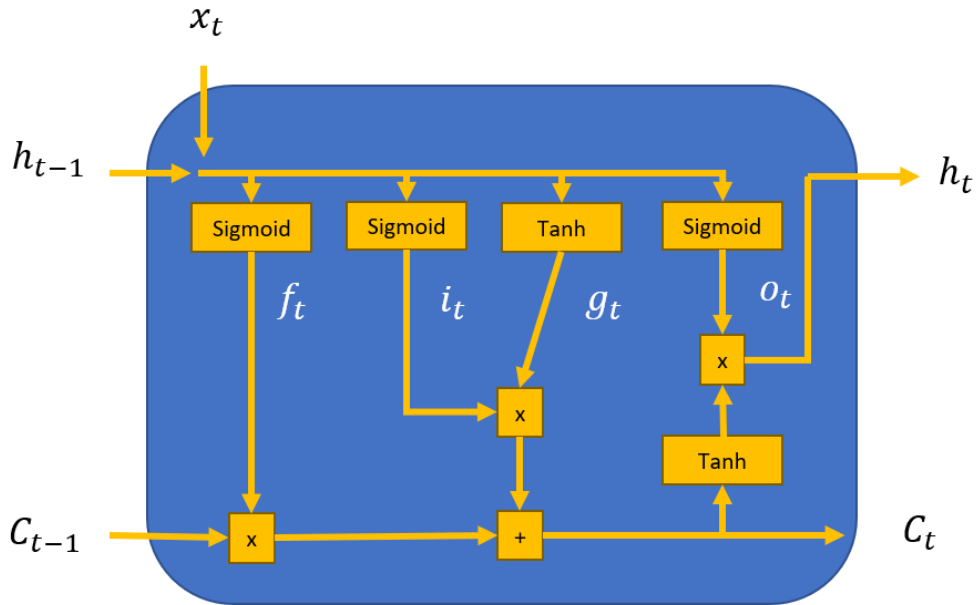 x_t
h_{t-1}
h_t
Sigmoid
Sigmoid
Tanh
Sigmoid
f_t
i_t
g_t
o_t
x
x
Tanh
C_{t-1}
x
+
C_t